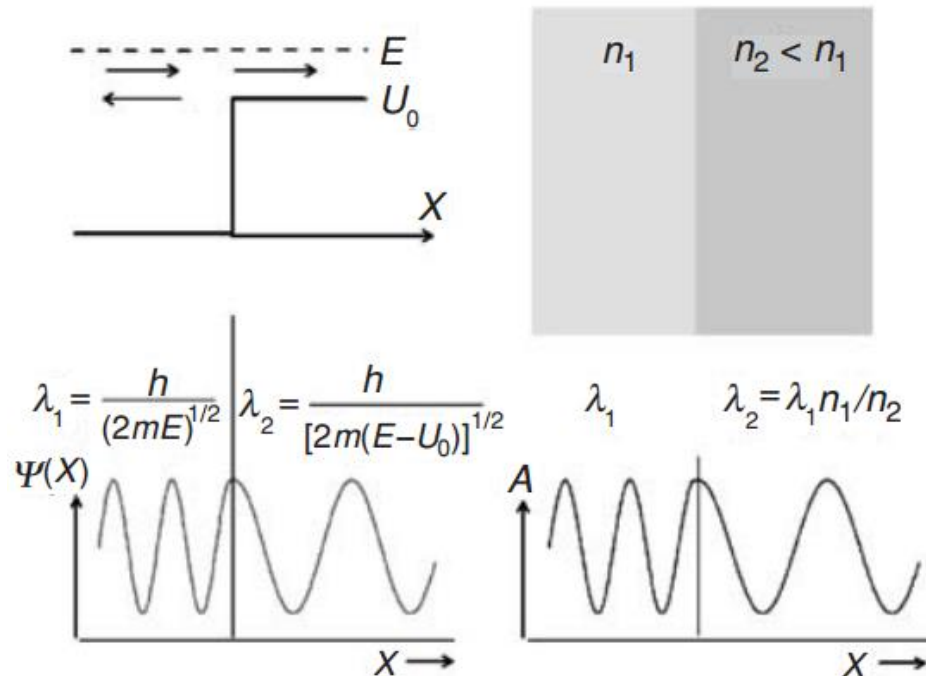 E
U₀
X
n₁
n₂ < n₁
λ₁ = h/(2mE)^1/2
λ₂ = h/[2m(E−U₀)]^1/2
Ψ(X)
X
λ₁
λ₂ = λ₁n₁/n₂
A
X